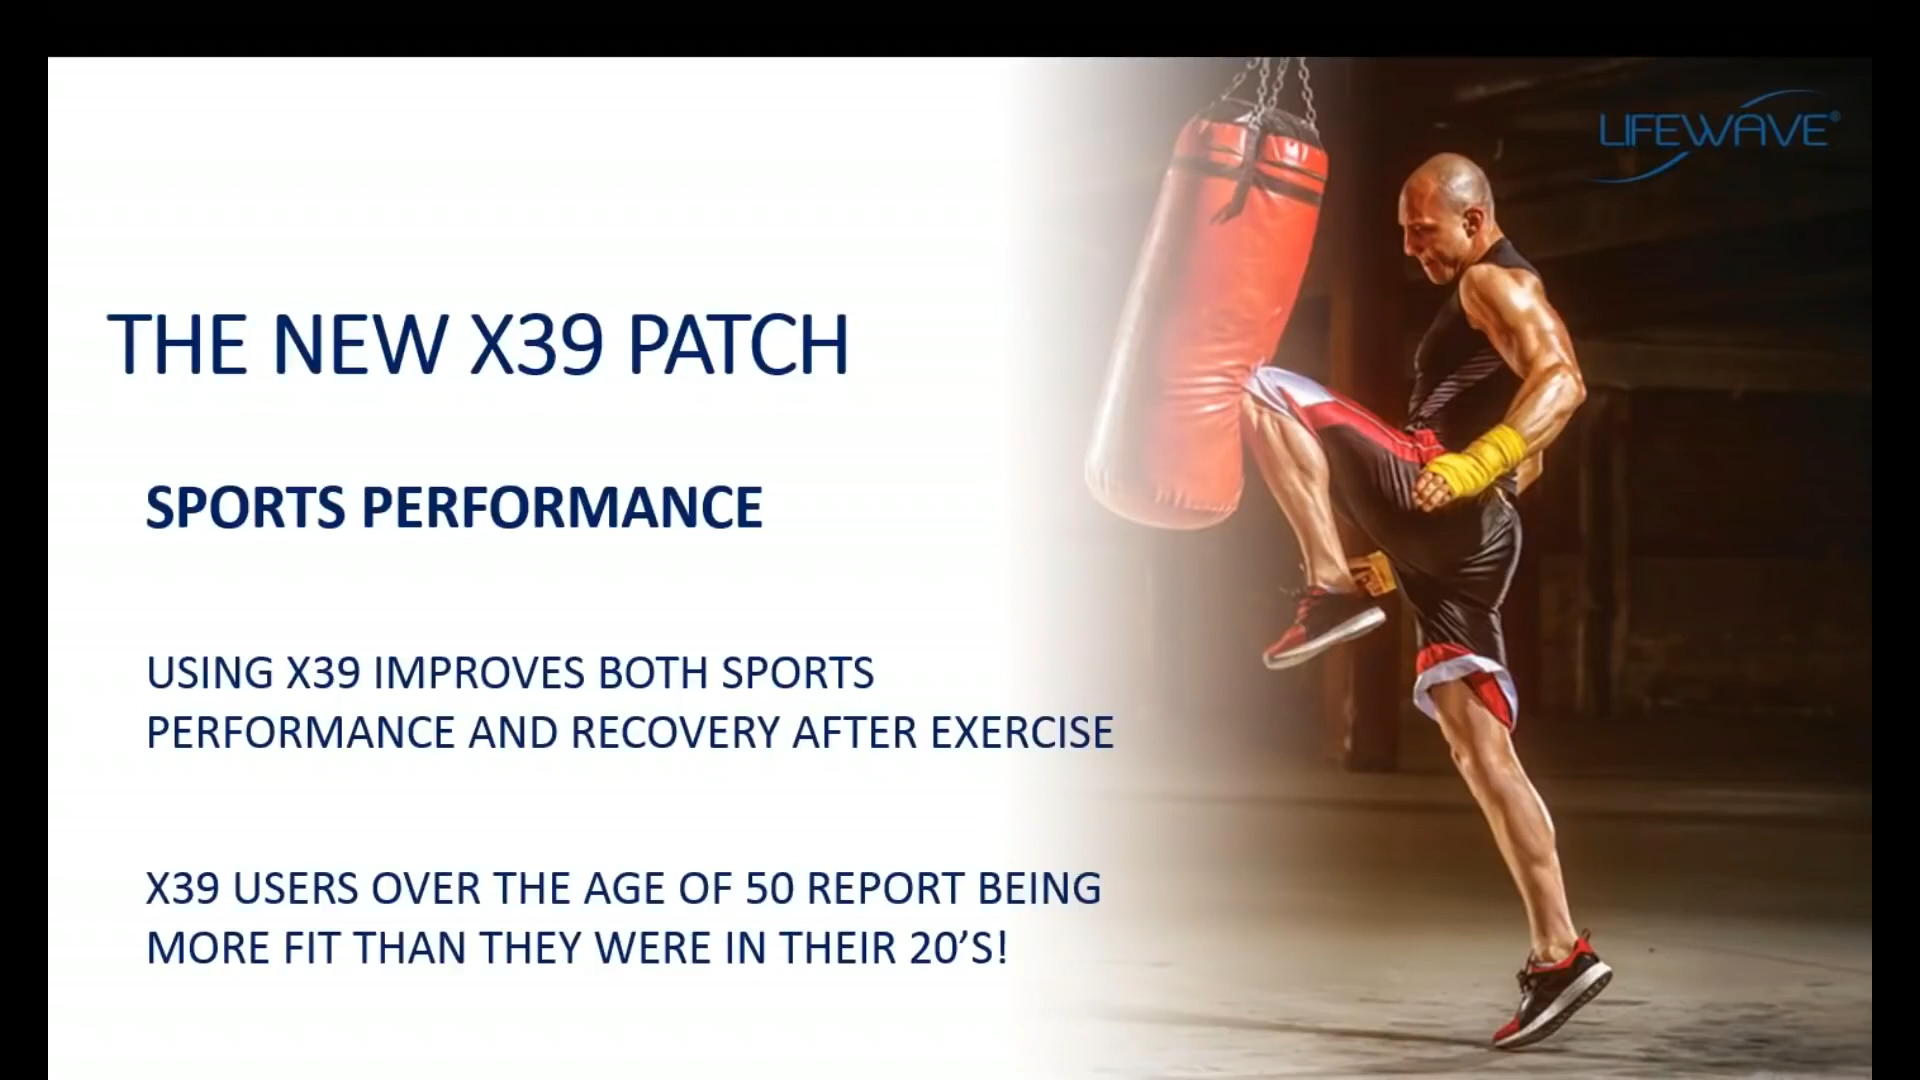 LIFEWAVE®
THE NEW X39 PATCH
SPORTS PERFORMANCE
USING X39 IMPROVES BOTH SPORTS
PERFORMANCE AND RECOVERY AFTER EXERCISE
X39 USERS OVER THE AGE OF 50 REPORT BEING
MORE FIT THAN THEY WERE IN THEIR 20’S!